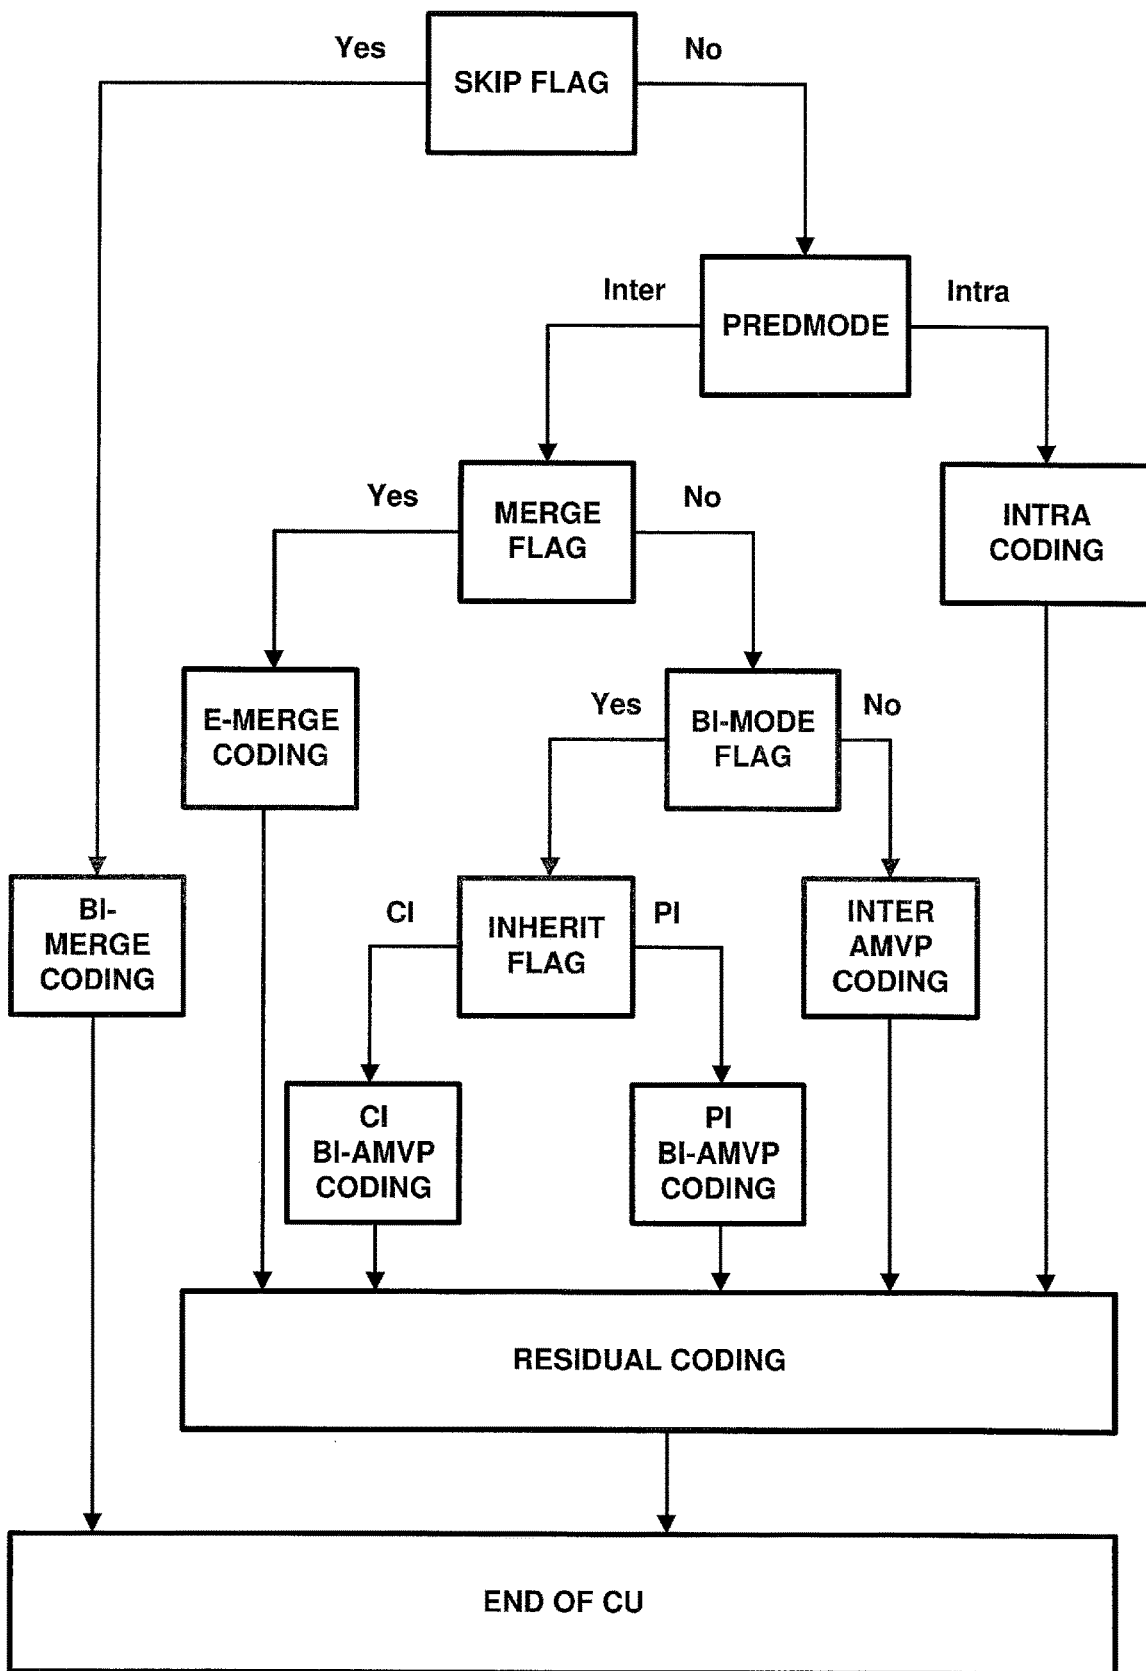 Yes
SKIP FLAG
No
Inter
PREDMODE
Intra
Yes
MERGE
FLAG
No
INTRA
CODING
E-MERGE
CODING
Yes
BI-MODE
FLAG
No
BI-
MERGE
CODING
CI
INHERIT
FLAG
PI
INTER
AMVP
CODING
CI
BI-AMVP
CODING
PI
BI-AMVP
CODING
RESIDUAL CODING
END OF CU